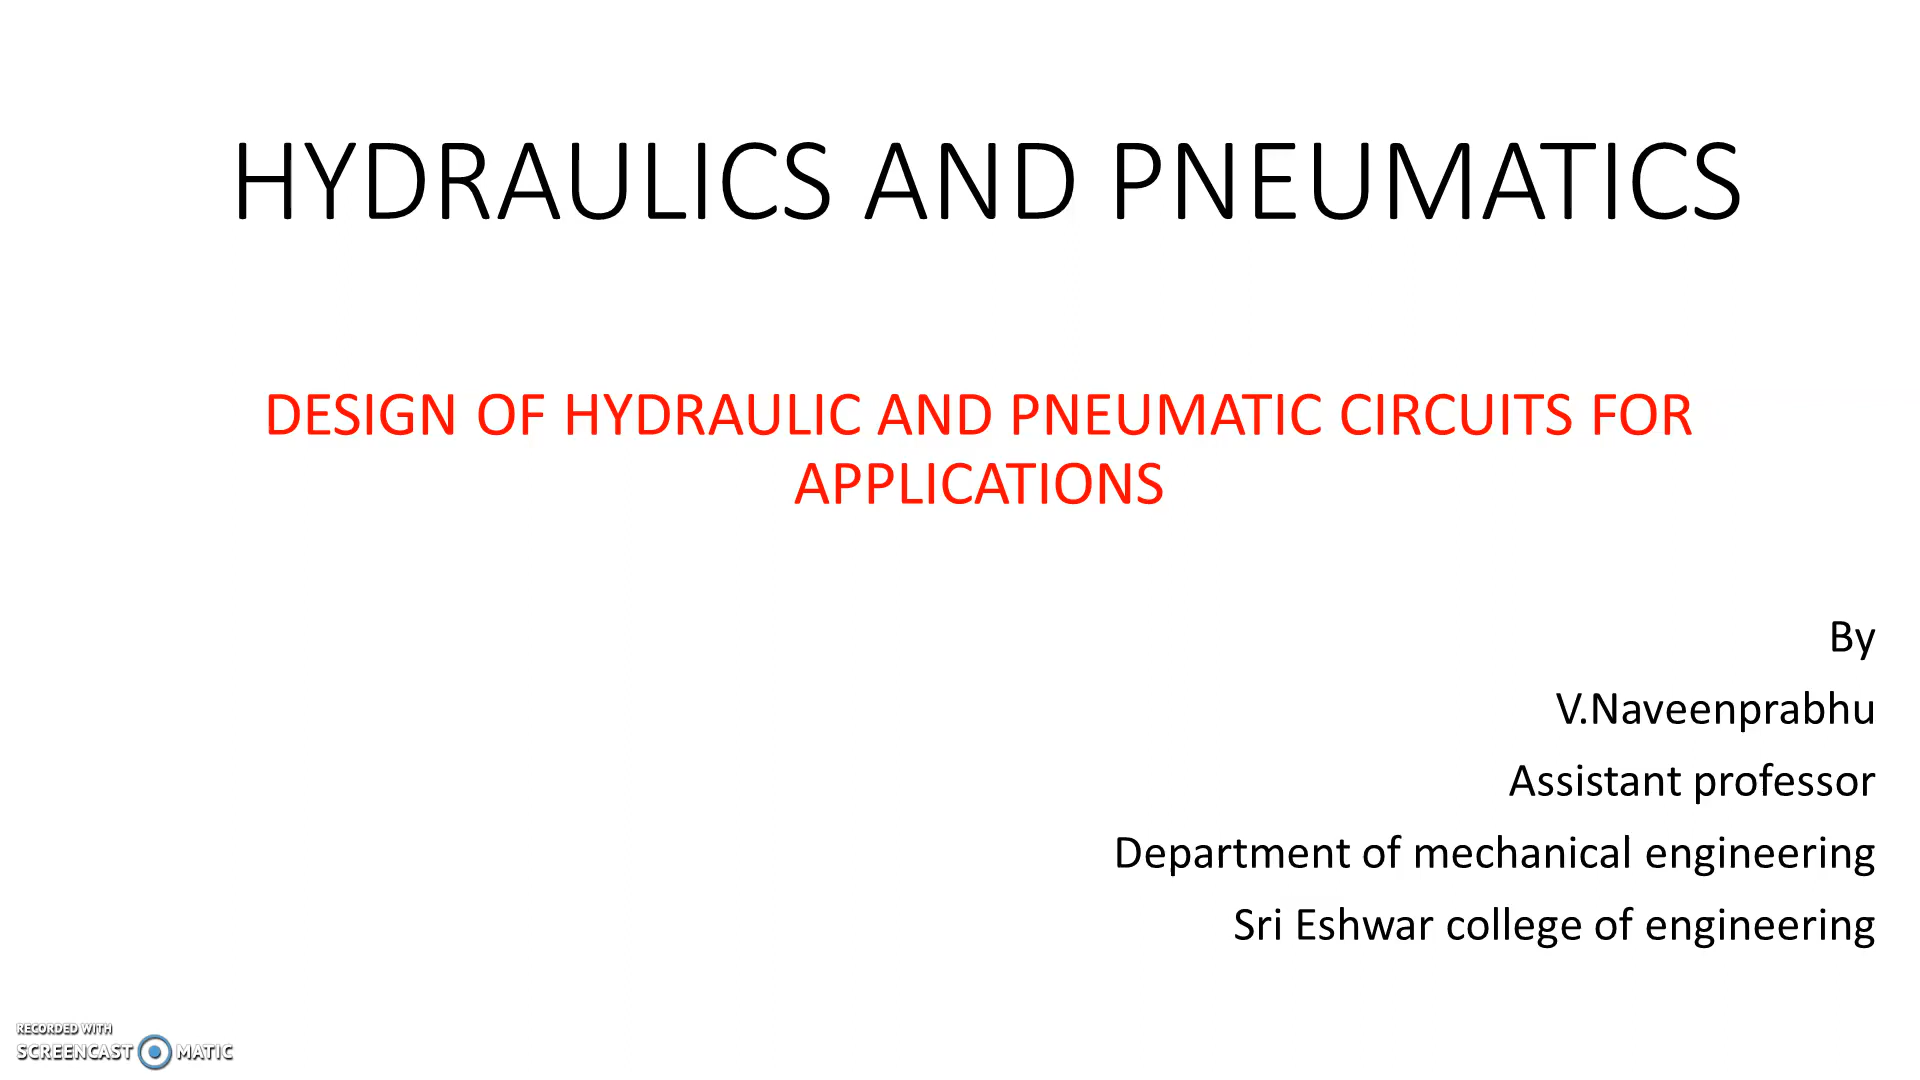 HYDRAULICS AND PNEUMATICS
DESIGN OF HYDRAULIC AND PNEUMATIC CIRCUITS FOR
APPLICATIONS
By
V.Naveenprabhu
Assistant professor
Department of mechanical engineering
Sri Eshwar college of engineering
RECORDED WITH
SCREENCAST MATIC